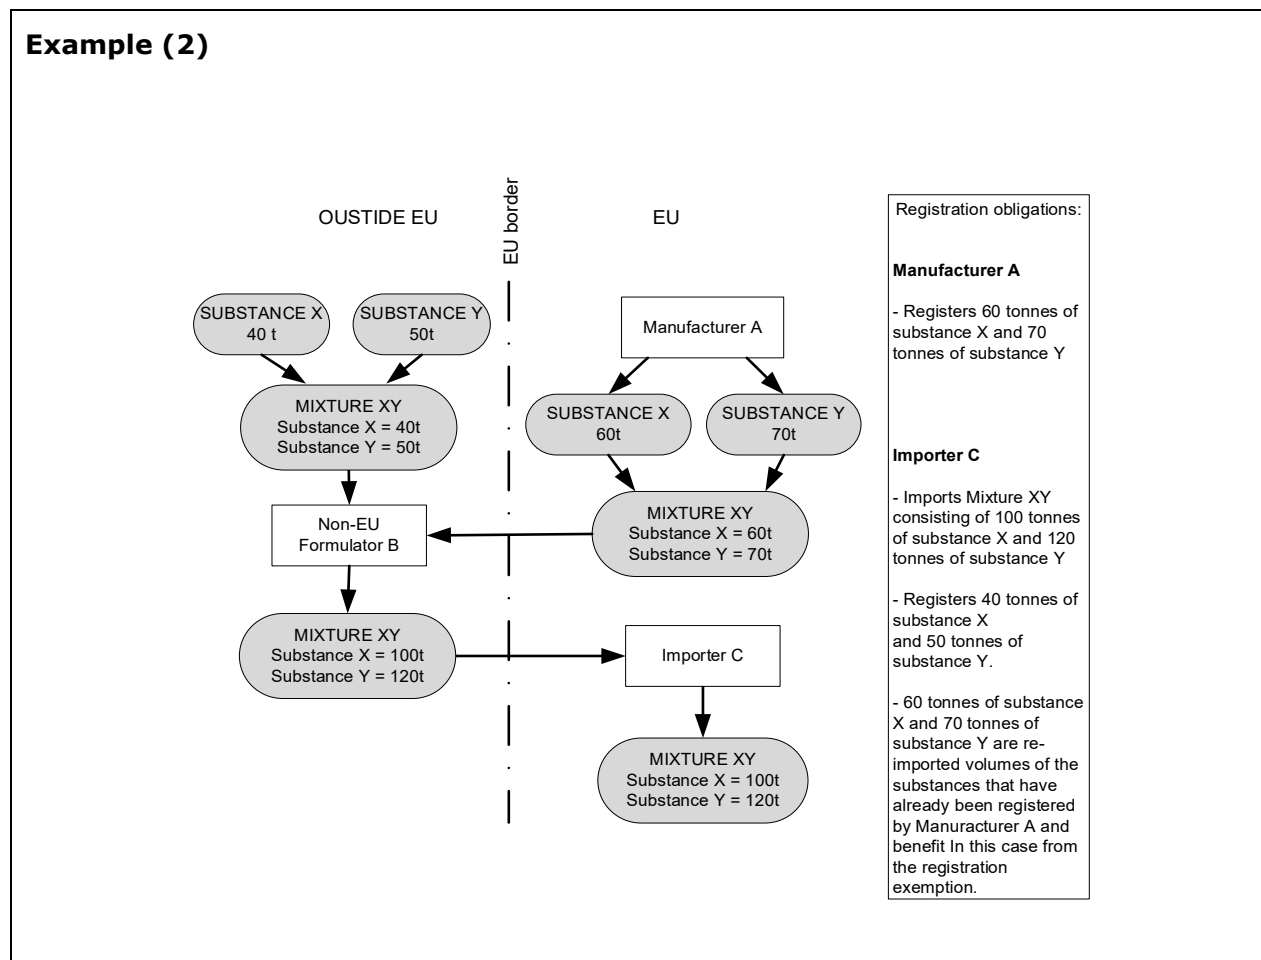 Example (2)
OUSTIDE EU
EU border
EU
SUBSTANCE X
40 t
SUBSTANCE Y
50t
MIXTURE XY
Substance X = 40t
Substance Y = 50t
Non-EU
Formulator B
MIXTURE XY
Substance X = 100t
Substance Y = 120t
Manufacturer A
SUBSTANCE X
60t
SUBSTANCE Y
70t
MIXTURE XY
Substance X = 60t
Substance Y = 70t
Importer C
MIXTURE XY
Substance X = 100t
Substance Y = 120t
Registration obligations:
Manufacturer A
- Registers 60 tonnes of
substance X and 70
tonnes of substance Y
Importer C
- Imports Mixture XY
consisting of 100 tonnes
of substance X and 120
tonnes of substance Y
- Registers 40 tonnes of
substance X
and 50 tonnes of
substance Y.
- 60 tonnes of substance
X and 70 tonnes of
substance Y are re-
imported volumes of the
substances that have
already been registered
by Manuracturer A and
benefit In this case from
the registration
exemption.